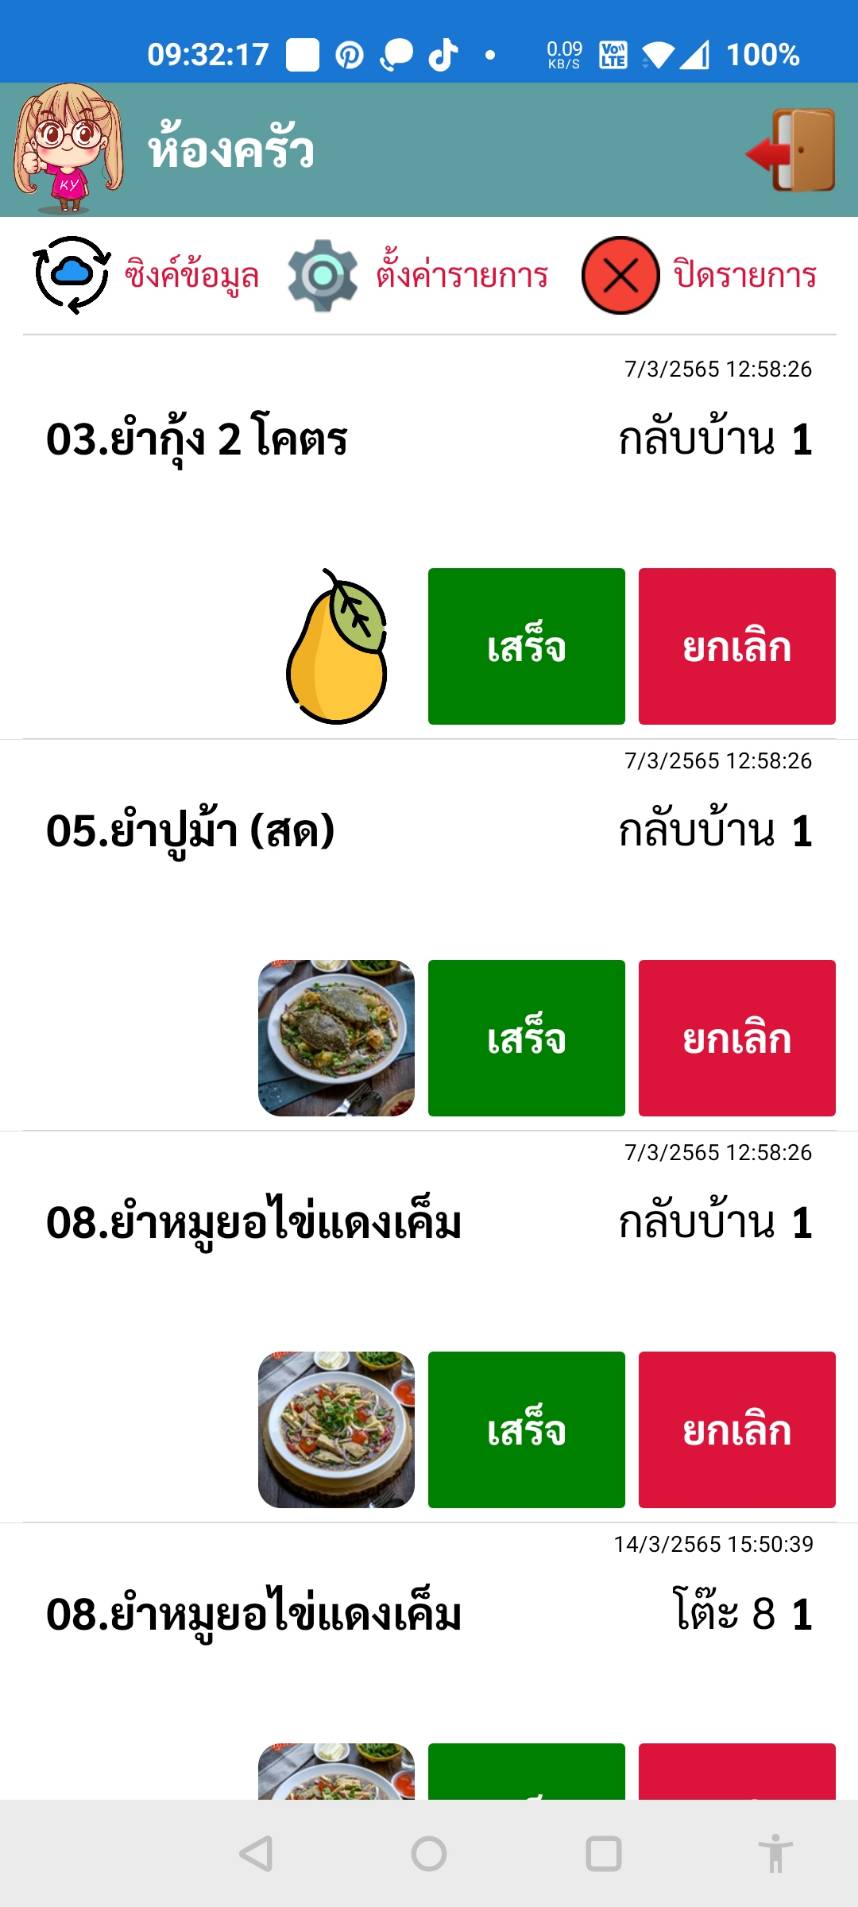 09:32:17 0.09 KB/S VoLTE 100%
KY
ห้องครัว
ซิงค์ข้อมูล ตั้งค่ารายการ ปิดรายการ
7/3/2565 12:58:26
03.ยำกุ้ง 2 โคตร กลับบ้าน 1
เสร็จ ยกเลิก
7/3/2565 12:58:26
05.ยำปูม้า (สด) กลับบ้าน 1
เสร็จ ยกเลิก
7/3/2565 12:58:26
08.ยำหมูยอไข่แดงเค็ม กลับบ้าน 1
เสร็จ ยกเลิก
14/3/2565 15:50:39
08.ยำหมูยอไข่แดงเค็ม โต๊ะ 8 1